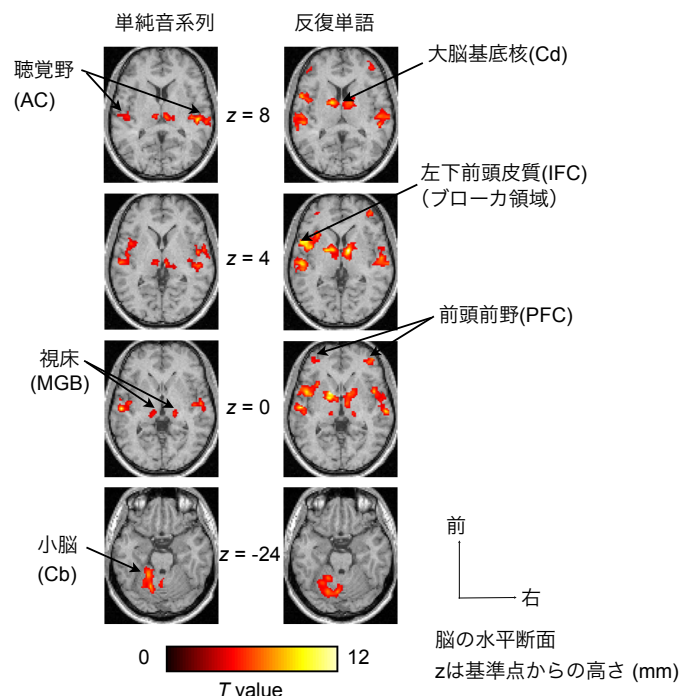 単純音系列
反復単語
聴覚野
(AC)
大脳基底核(Cd)
z = 8
左下前頭皮質(IFC)
（ブローカ領域）
z = 4
前頭前野(PFC)
視床
(MGB)
z = 0
小脳
(Cb)
z = -24
前
右
0
12
T value
脳の水平断面
zは基準点からの高さ (mm)